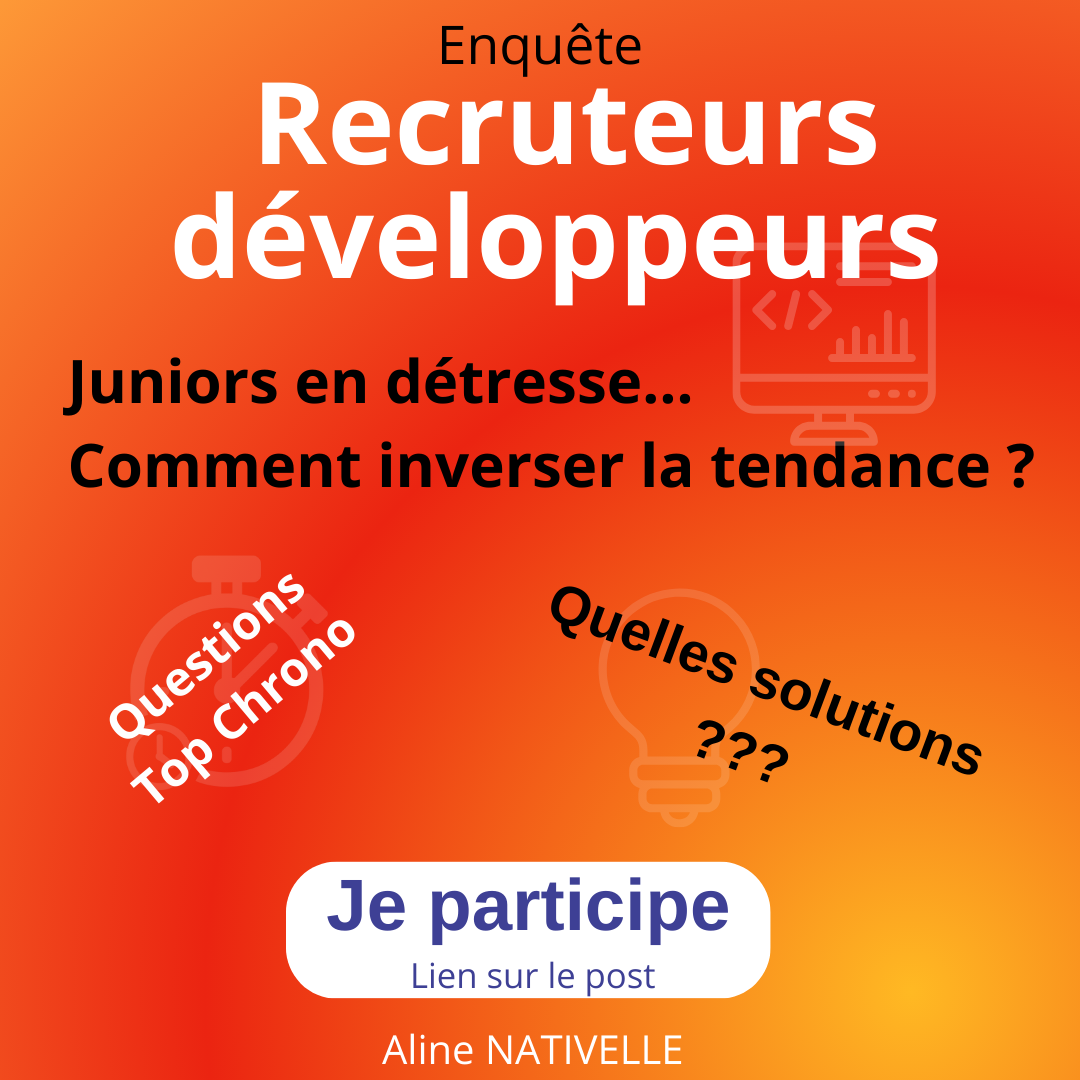 Enquête
Recruteurs
développeurs
</>
Juniors en détresse...
Comment inverser la tendance ?
Questions
Top Chrono
Quelles solutions
???
Je participe
Lien sur le post
Aline NATIVELLE